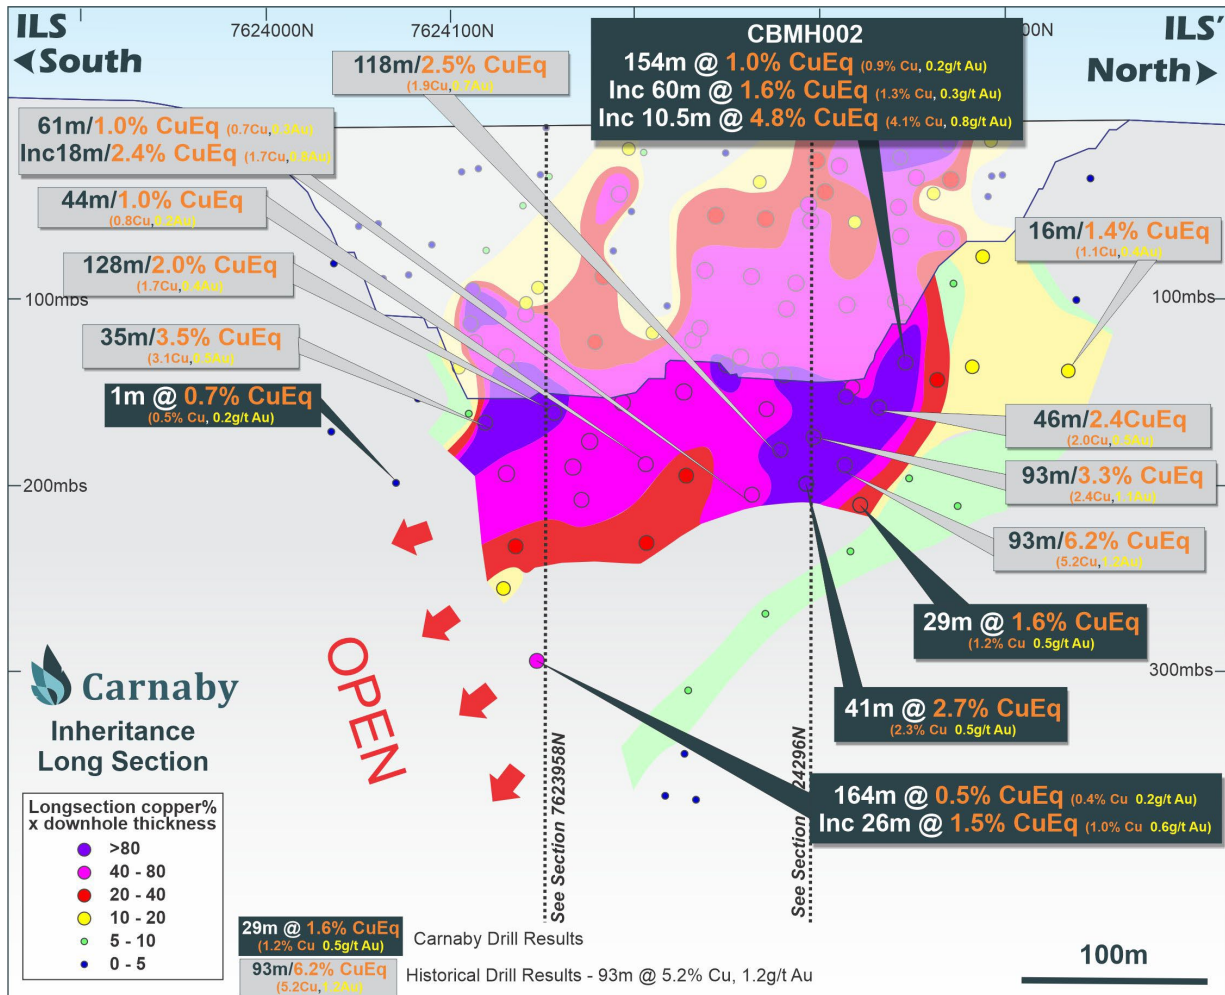 ILS
South
7624000N
7624100N
ILS'
North
CBMH002
154m @ 1.0% CuEq (0.9% Cu, 0.2g/t Au)
Inc 60m @ 1.6% CuEq (1.3% Cu, 0.3g/t Au)
Inc 10.5m @ 4.8% CuEq (4.1% Cu, 0.8g/t Au)
118m/2.5% CuEq
(1.9Cu,0.7Au)
61m/1.0% CuEq (0.7Cu,0.3Au)
Inc18m/2.4% CuEq (1.7Cu,0.8Au)
44m/1.0% CuEq
(0.8Cu,0.2Au)
128m/2.0% CuEq
(1.7Cu,0.4Au)
16m/1.4% CuEq
(1.1Cu,0.4Au)
100mbs
100mbs
35m/3.5% CuEq
(3.1Cu,0.5Au)
1m @ 0.7% CuEq
(0.5% Cu, 0.2g/t Au)
46m/2.4CuEq
(2.0Cu,0.5Au)
93m/3.3% CuEq
(2.4Cu,1.1Au)
200mbs
93m/6.2% CuEq
(5.2Cu,1.2Au)
29m @ 1.6% CuEq
(1.2% Cu 0.5g/t Au)
OPEN
300mbs
41m @ 2.7% CuEq
(2.3% Cu 0.5g/t Au)
164m @ 0.5% CuEq (0.4% Cu 0.2g/t Au)
Inc 26m @ 1.5% CuEq (1.0% Cu 0.6g/t Au)
See Section 7623958N
See Section
24296N
Carnaby
Inheritance
Long Section
Longsection copper%
x downhole thickness
>80
40 - 80
20 - 40
10 - 20
5 - 10
0 - 5
29m @ 1.6% CuEq
(1.2% Cu 0.5g/t Au)
Carnaby Drill Results
93m/6.2% CuEq
(5.2Cu,1.2Au)
Historical Drill Results - 93m @ 5.2% Cu, 1.2g/t Au
100m